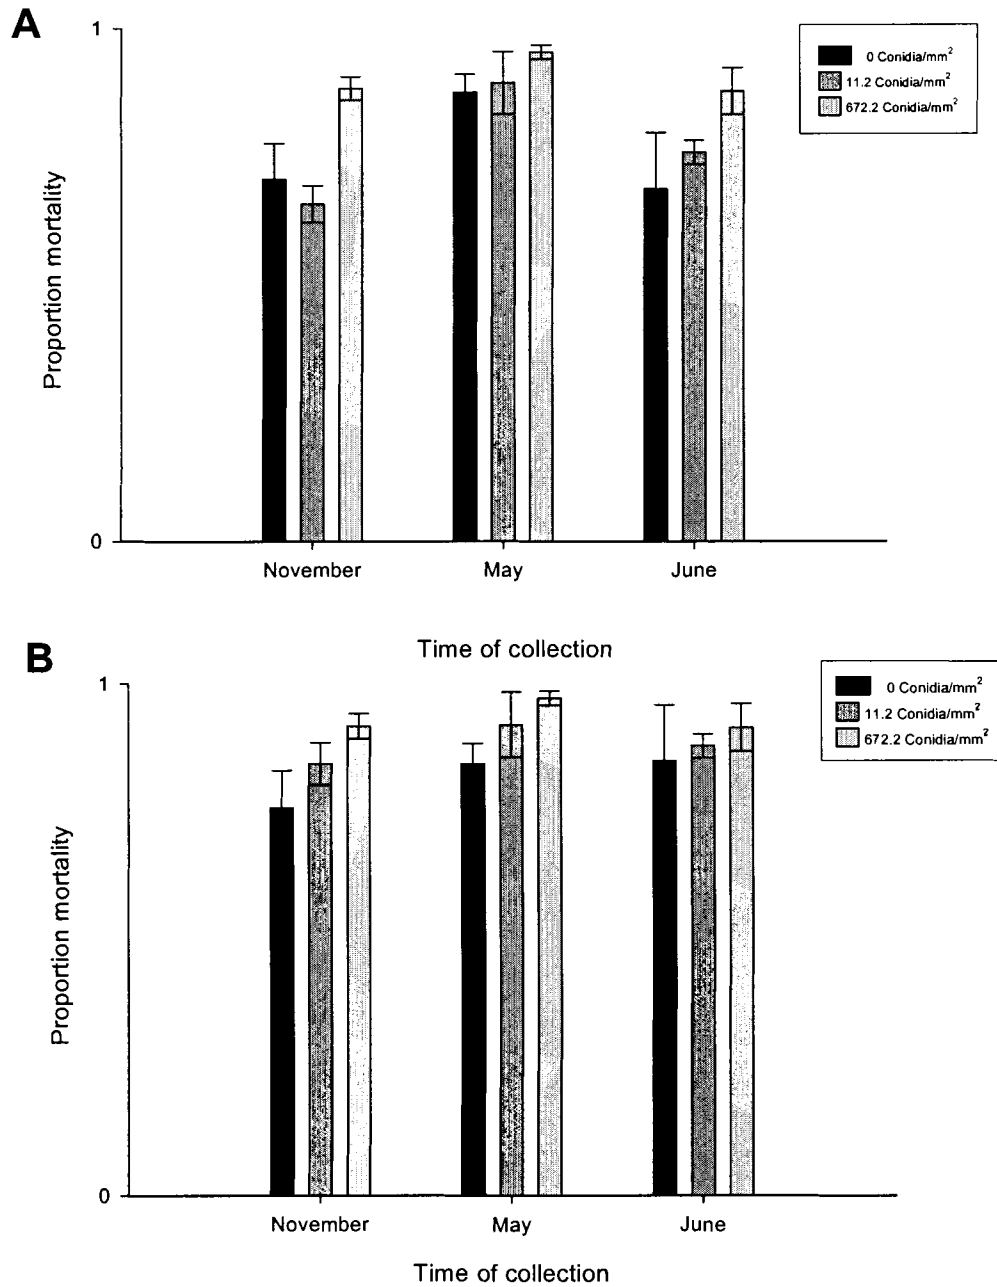 A
1
0 Conidia/mm²
11.2 Conidia/mm²
672.2 Conidia/mm²
Proportion mortality
0
November May June
Time of collection
B
1
0 Conidia/mm²
11.2 Conidia/mm²
672.2 Conidia/mm²
Proportion mortality
0
November May June
Time of collection